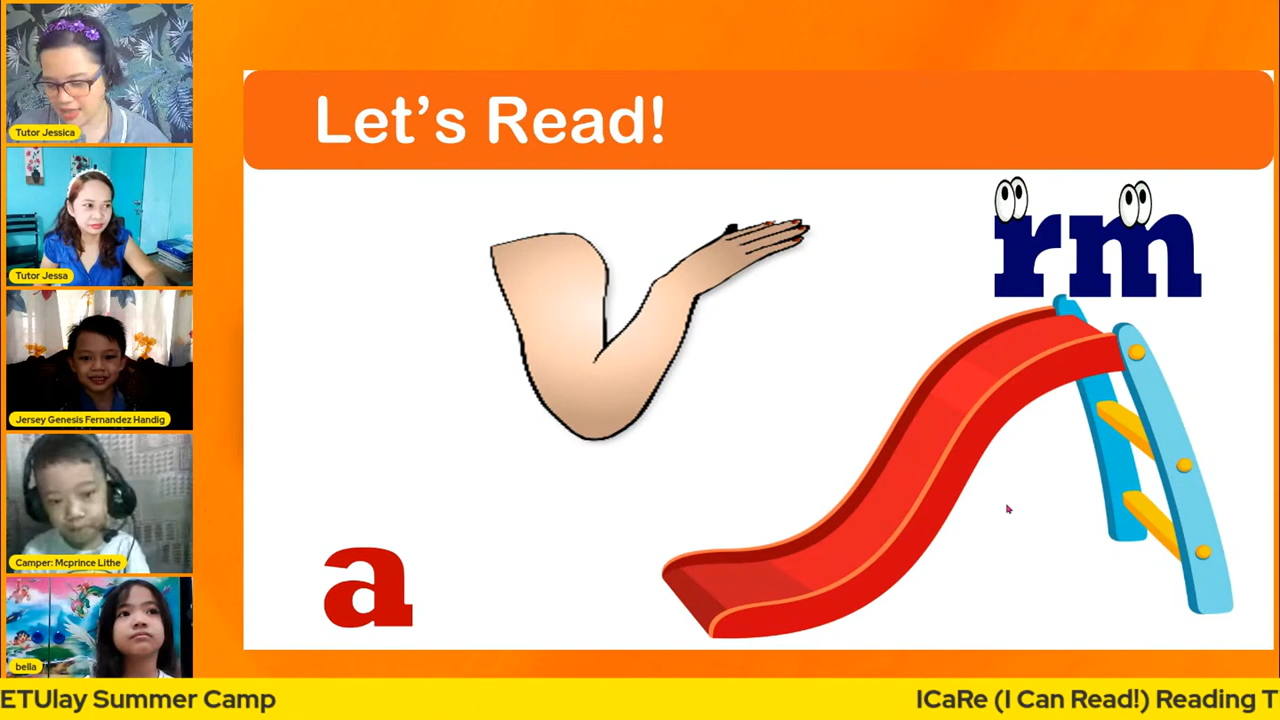 Tutor Jessica
Tutor Jessa
Jersey Genesis Fernandez Handig
Camper: Mcprince Lithe
bella
Let's Read!
rm
a
ETUlay Summer Camp
ICaRe (I Can Read!) Reading T